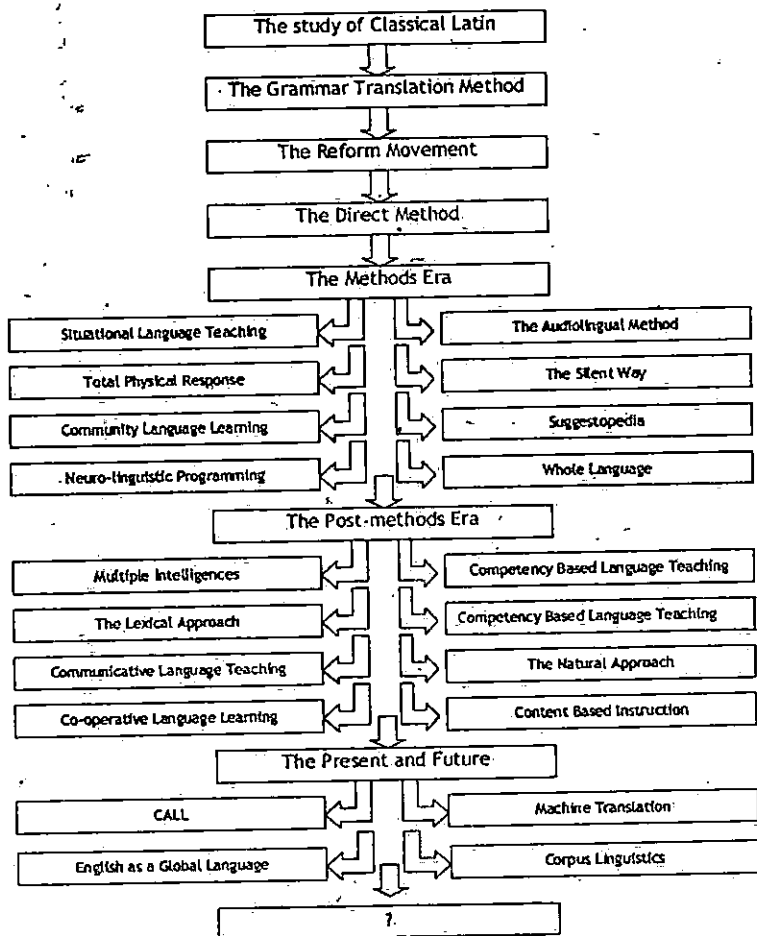 The study of Classical Latin
The Grammar Translation Method
The Reform Movement
The Direct Method
The Methods Era
Situational Language Teaching
The Audiolingual Method
Total Physical Response
The Silent Way
Community Language Learning
Suggestopedia
Neuro-linguistic Programming
Whole Language
The Post-methods Era
Multiple Intelligences
Competency Based Language Teaching
The Lexical Approach
Competency Based Language Teaching
Communicative Language Teaching
The Natural Approach
Co-operative Language Learning
Content Based Instruction
The Present and Future
CALL
Machine Translation
English as a Global Language
Corpus Linguistics
?